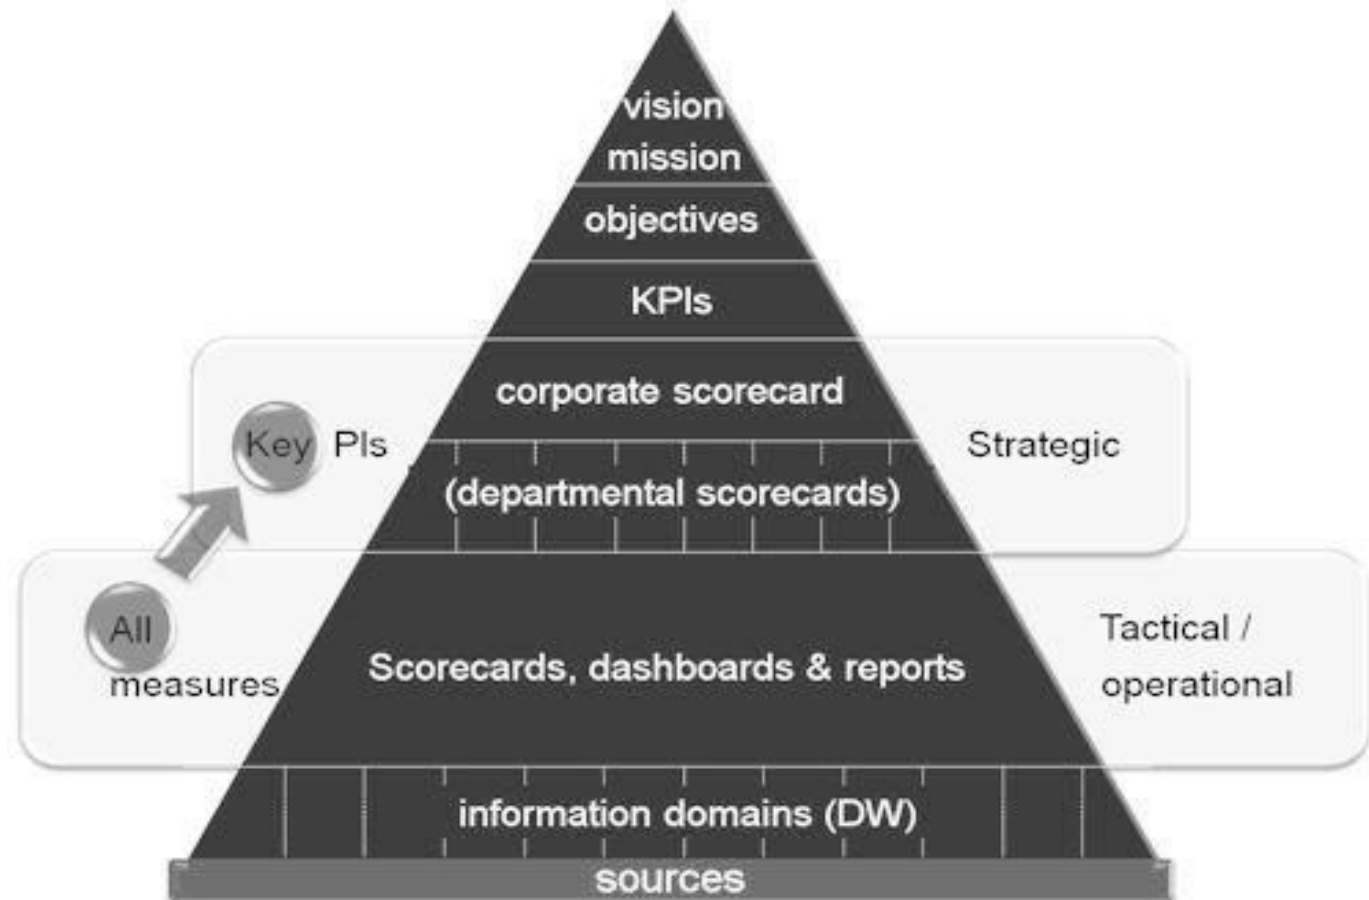 vision
mission
objectives
KPIs
corporate scorecard
Key PIs
Strategic
(departmental scorecards)
All
measures
Scorecards, dashboards & reports
Tactical /
operational
information domains (DW)
sources